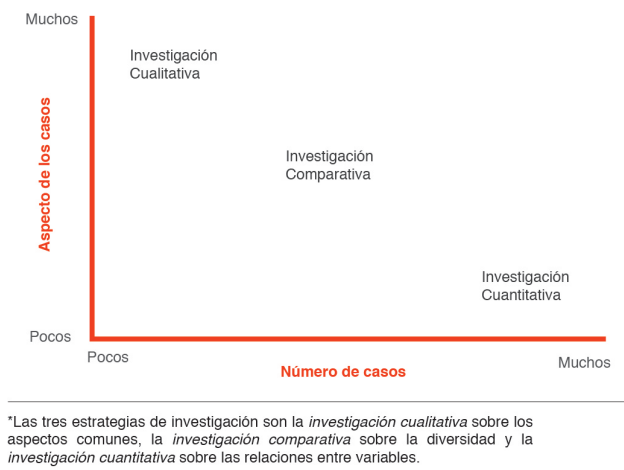 Muchos
Investigación
Cualitativa
Aspecto de los casos
Investigación
Comparativa
Investigación
Cuantitativa
Pocos
Pocos
Número de casos
Muchos
*Las tres estrategias de investigación son la investigación cualitativa sobre los
aspectos comunes, la investigación comparativa sobre la diversidad y la
investigación cuantitativa sobre las relaciones entre variables.